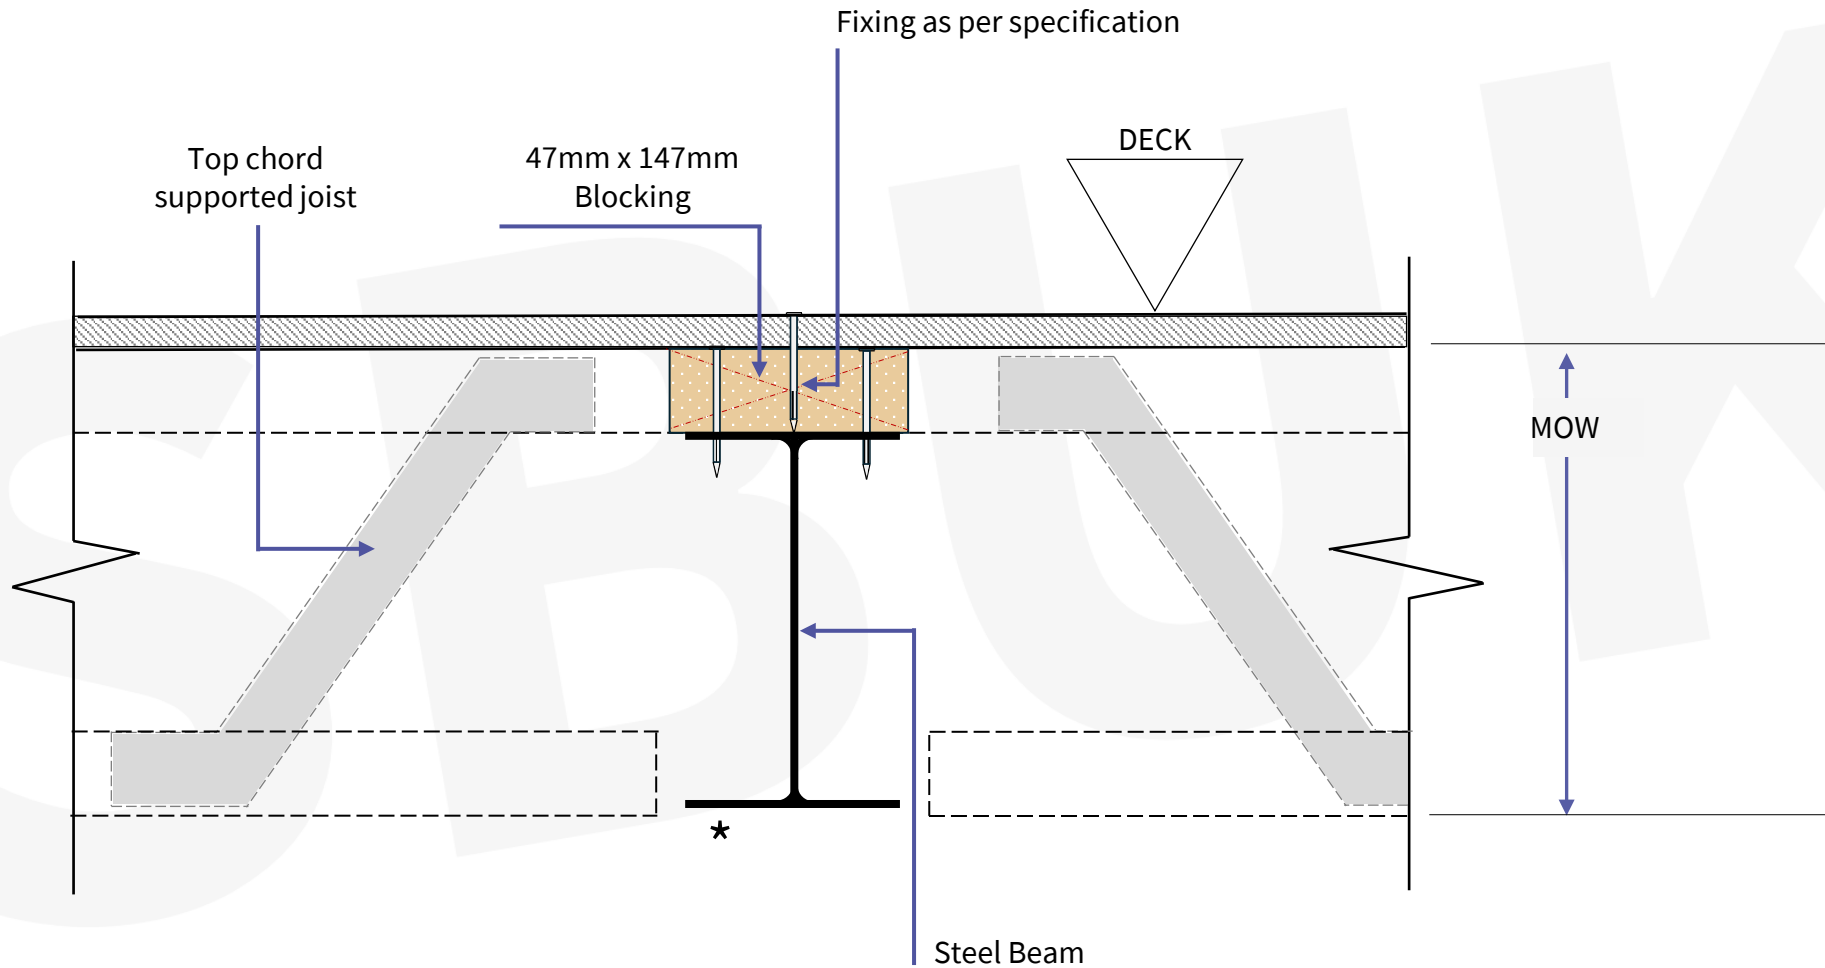 Fixing as per specification
DECK
Top chord
supported joist
47mm x 147mm
Blocking
MOW
*
Steel Beam
SBUK